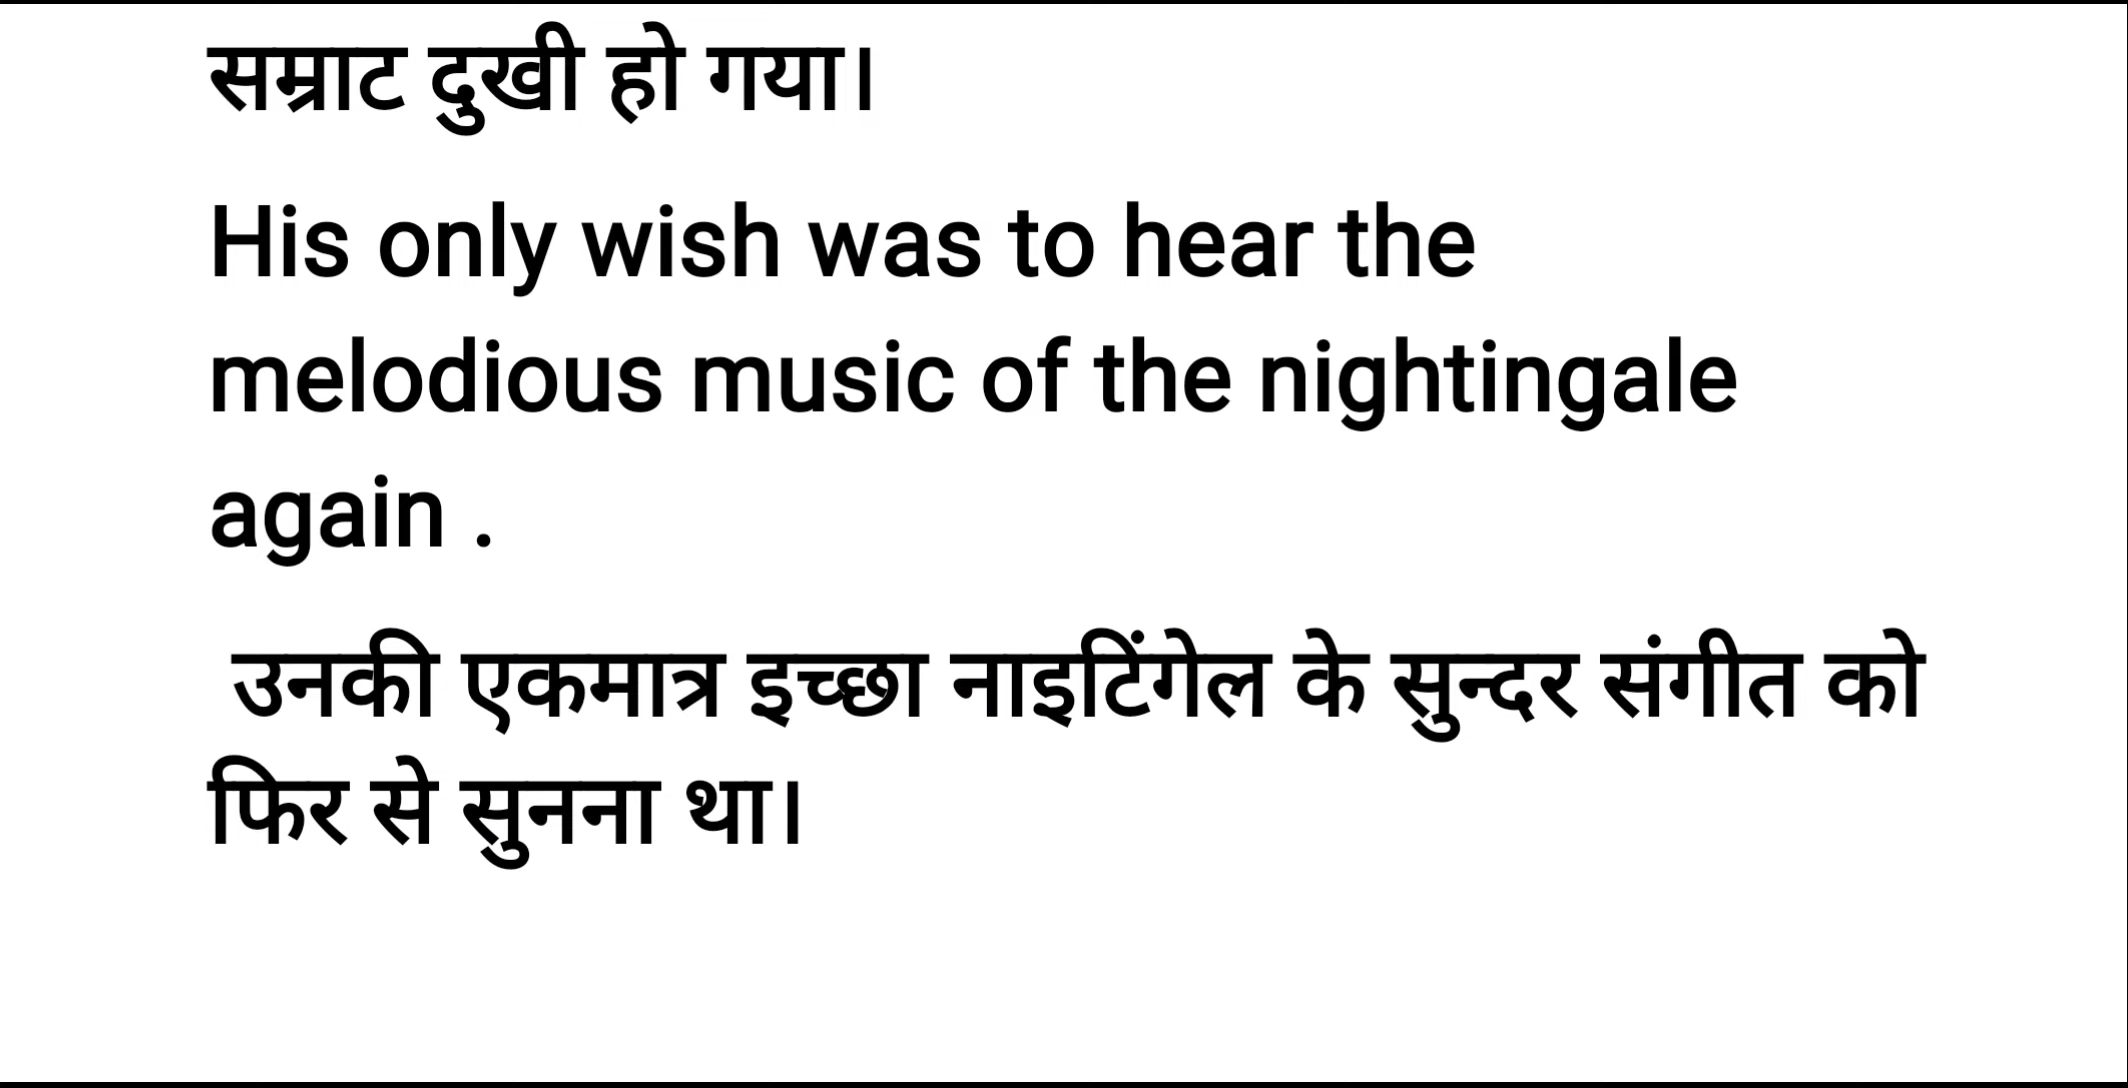 सम्राट दुखी हो गया।
His only wish was to hear the
melodious music of the nightingale
again .
उनकी एकमात्र इच्छा नाइटिंगेल के सुन्दर संगीत को
फिर से सुनना था।